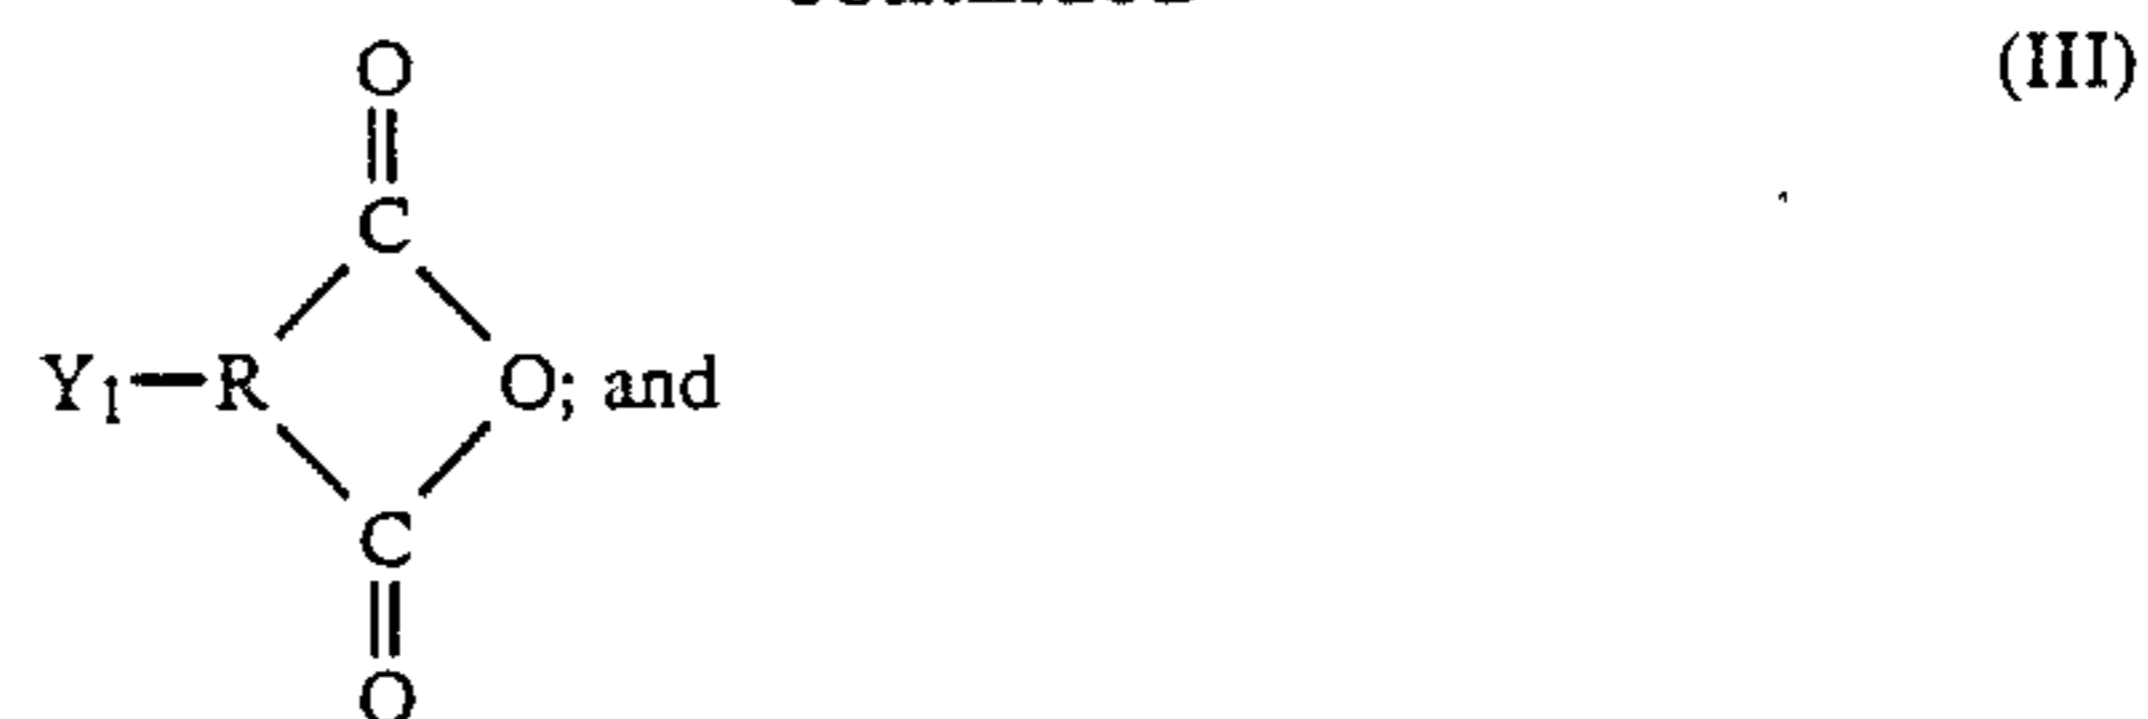 (III)
O
C
Y1—R O; and
C
O